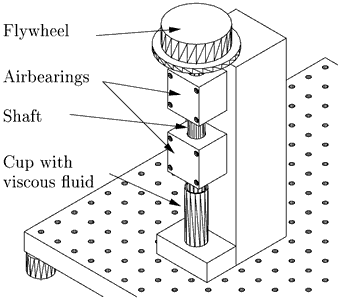 Flywheel
Airbearings
Shaft
Cup with
viscous fluid